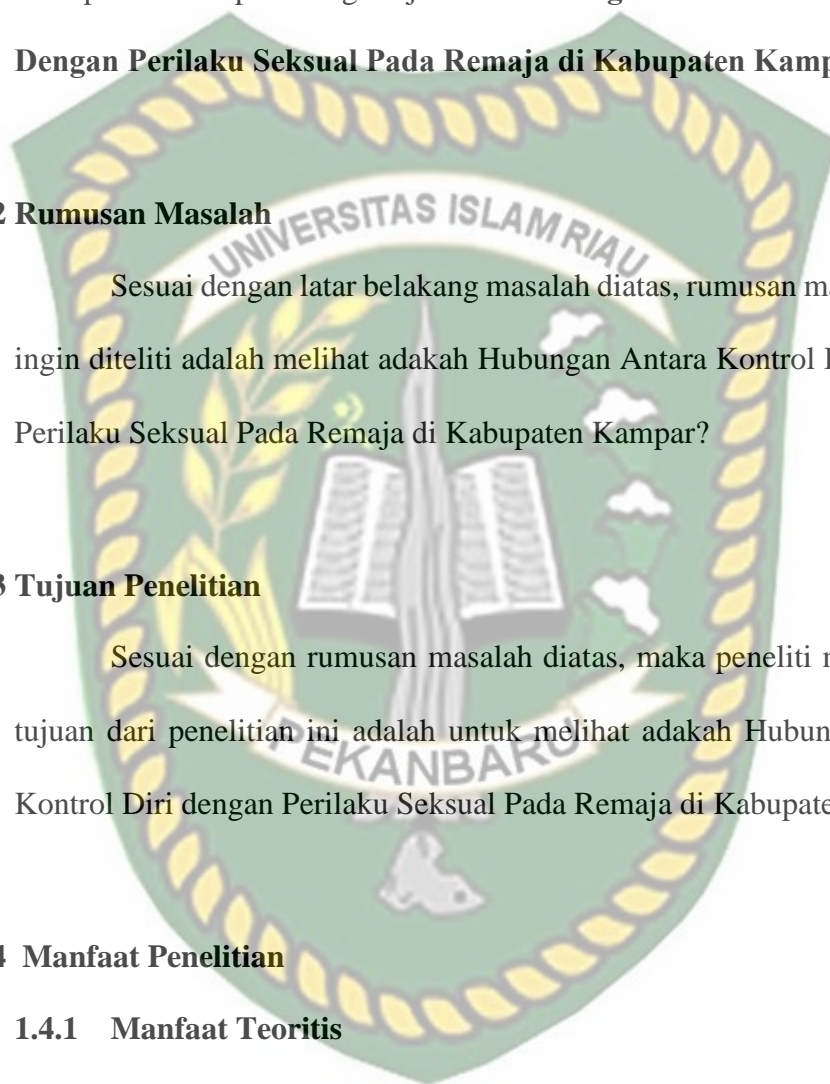 Dengan Perilaku Seksual Pada Remaja di Kabupaten Kamp
2 Rumusan Masalah
UNIVERSITAS ISLAM RIAU
Sesuai dengan latar belakang masalah diatas, rumusan ma
ingin diteliti adalah melihat adakah Hubungan Antara Kontrol
Perilaku Seksual Pada Remaja di Kabupaten Kampar?
3 Tujuan Penelitian
Sesuai dengan rumusan masalah diatas, maka peneliti
tujuan dari penelitian ini adalah untuk melihat adakah Hubun
PEKANBARU
Kontrol Diri dengan Perilaku Seksual Pada Remaja di Kabupate
4 Manfaat Penelitian
1.4.1 Manfaat Teoritis